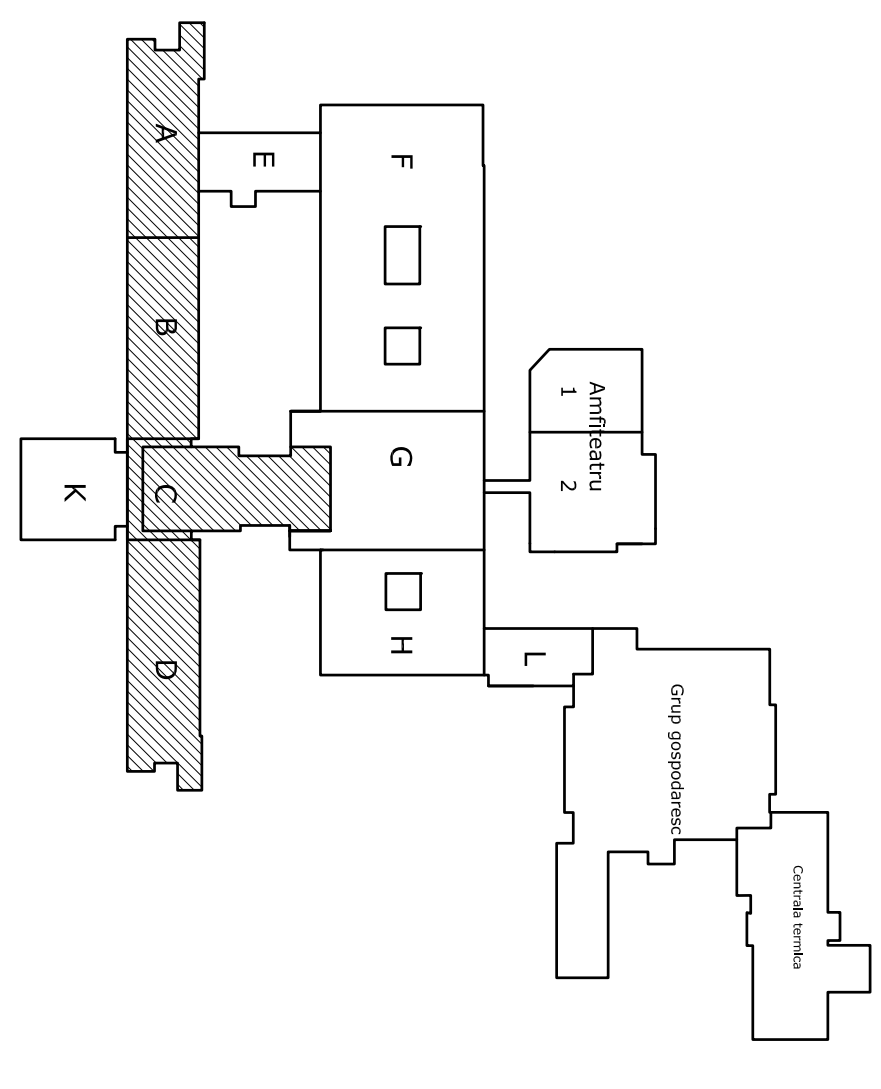 A
B
C
D
E
F
G
H
K
L
Amfiteatru
1
2
Grup gospodaresc
Centrala termica